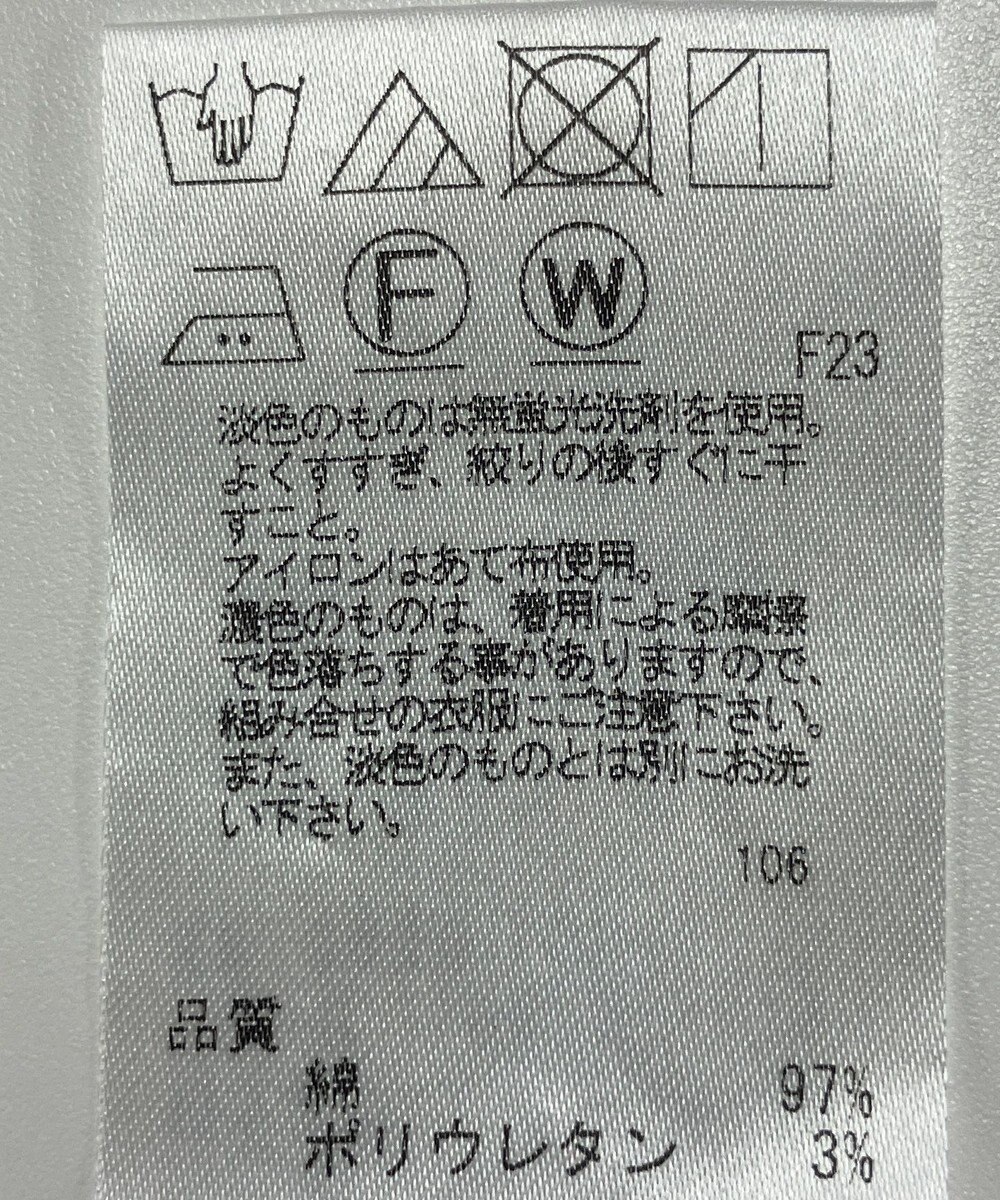 F
W
F23
淡色のものは無蛍光洗剤を使用。
よくすすぎ、絞りの後すぐに干
すこと。
アイロンはあて布使用。
濃色のものは、着用による摩擦
で色落ちする事がありますので、
組み合せの衣服にご注意下さい。
また、淡色のものとは別にお洗
い下さい。
106
品質
綿 97%
ポリウレタン 3%